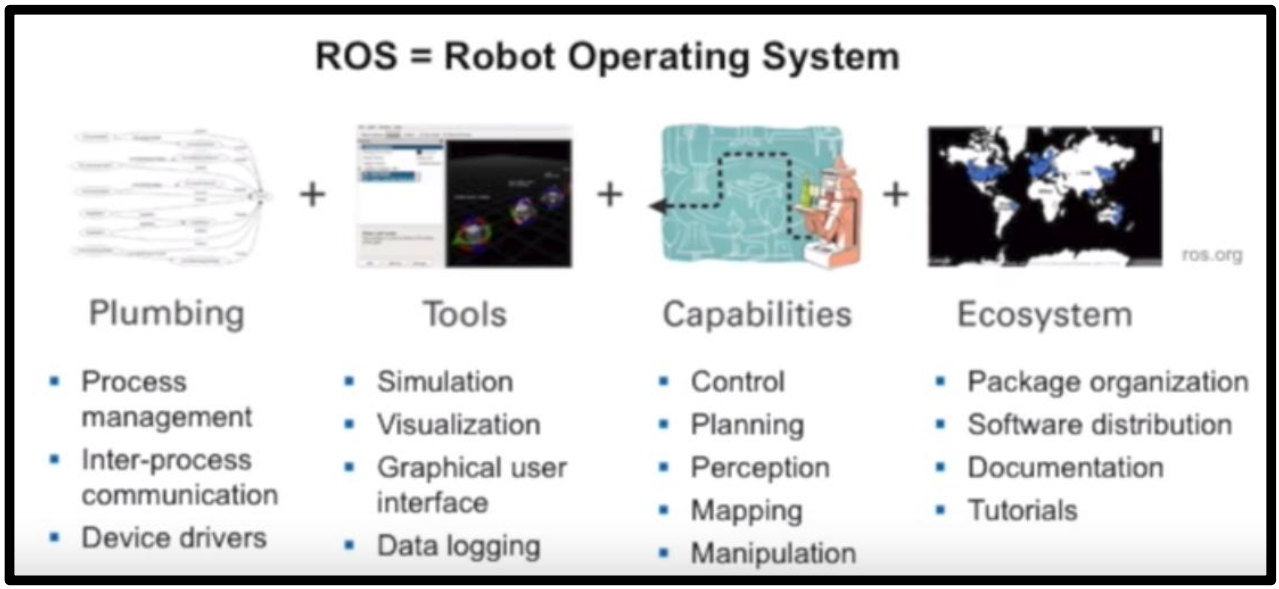 ROS = Robot Operating System
+
+
+
ros.org
Plumbing
Process
management
Inter-process
communication
Device drivers
Tools
Simulation
Visualization
Graphical user
interface
Data logging
Capabilities
Control
Planning
Perception
Mapping
Manipulation
Ecosystem
Package organization
Software distribution
Documentation
Tutorials